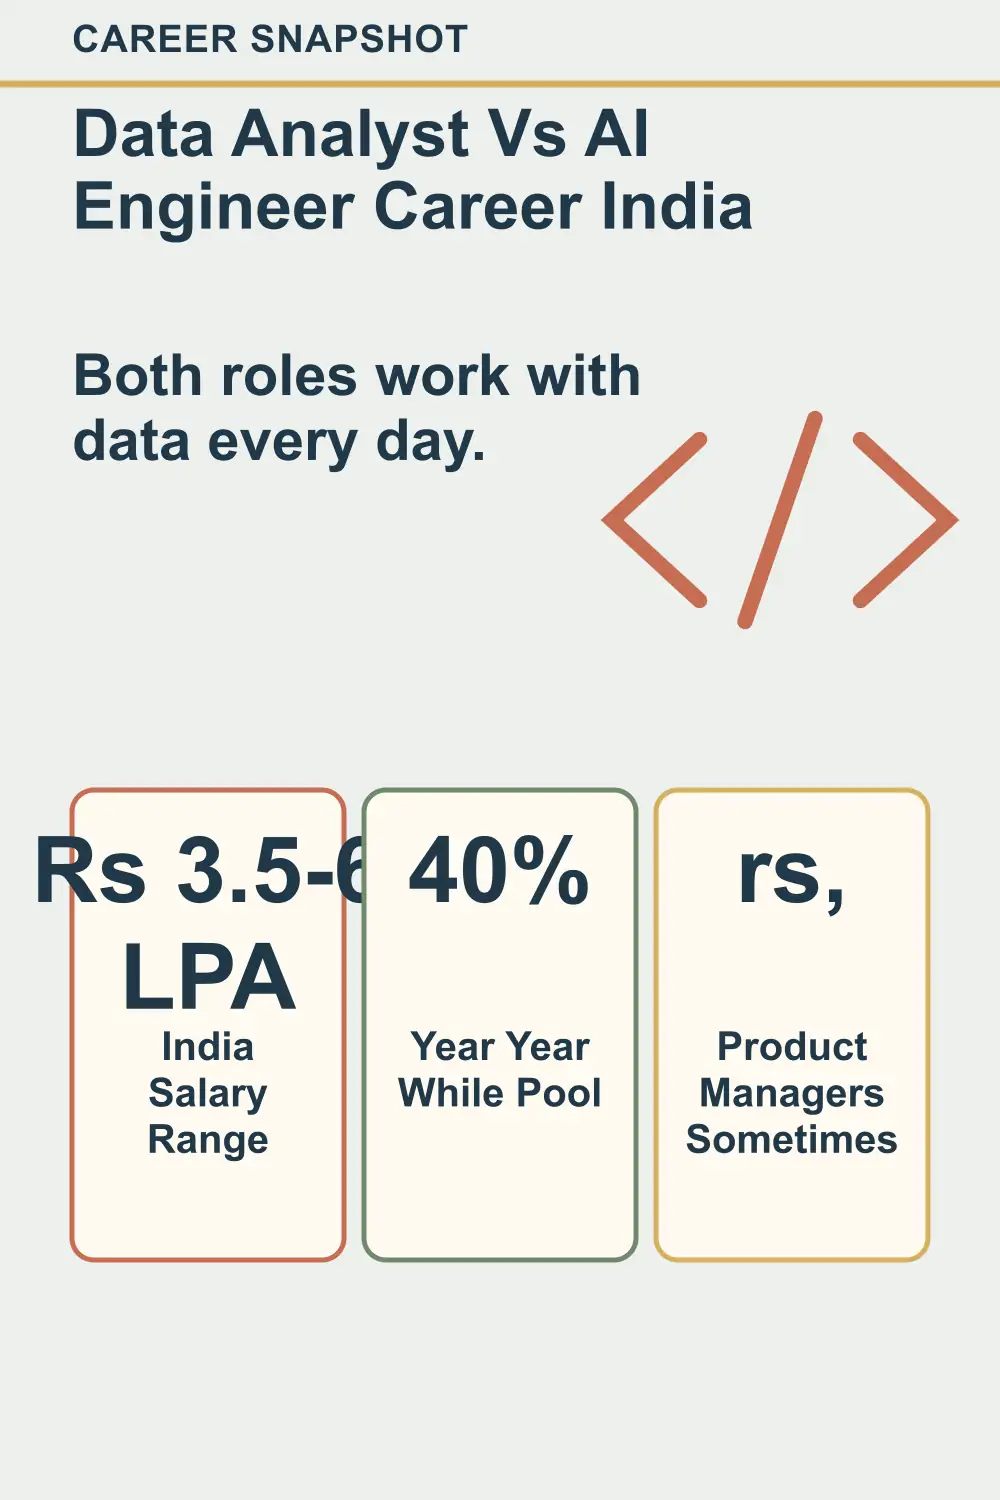 CAREER SNAPSHOT
Data Analyst Vs AI
Engineer Career India
Both roles work with
data every day.
Rs 3.5-6
LPA
India
Salary
Range
40%
Year Year
While Pool
rs,
Product
Managers
Sometimes